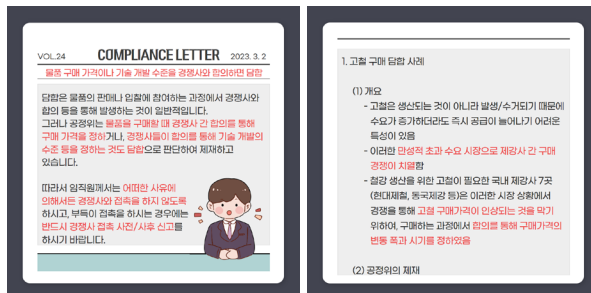 VOL.24 COMPLIANCE LETTER 2023. 3. 2
물품 구매 가격이나 기술 개발 수준을 경쟁사와 합의하면 담합
담합은 물품의 판매나 입찰에 참여하는 과정에서 경쟁사와
합의 등을 통해 발생하는 것이 일반적입니다.
그러나 공정위는 물품을 구매할 때 경쟁사 간 합의를 통해
구매 가격을 정하거나, 경쟁사들이 합의를 통해 기술 개발의
수준 등을 정하는 것도 담합으로 판단하여 제재하고
있습니다.
따라서 임직원께서는 어떠한 사유에
의해서든 경쟁사와 접촉을 하지 않도록
하시고, 부득이 접촉을 하시는 경우에는
반드시 경쟁사 접촉 사전/사후 신고를
하시기 바랍니다.
1. 고철 구매 담합 사례
(1) 개요
- 고철은 생산되는 것이 아니라 발생/수거되기 때문에
수요가 증가하더라도 즉시 공급이 늘어나기 어려운
특성이 있음
- 이러한 만성적 초과 수요 시장으로 제강사 간 구매
경쟁이 치열함
- 철강 생산을 위한 고철이 필요한 국내 제강사 7곳
(현대제철, 동국제강 등)은 이러한 시장 상황에서
경쟁을 통해 고철 구매가격이 인상되는 것을 막기
위하여, 구매하는 과정에서 합의를 통해 구매가격의
변동 폭과 시기를 정하였음
(2) 공정위의 제재